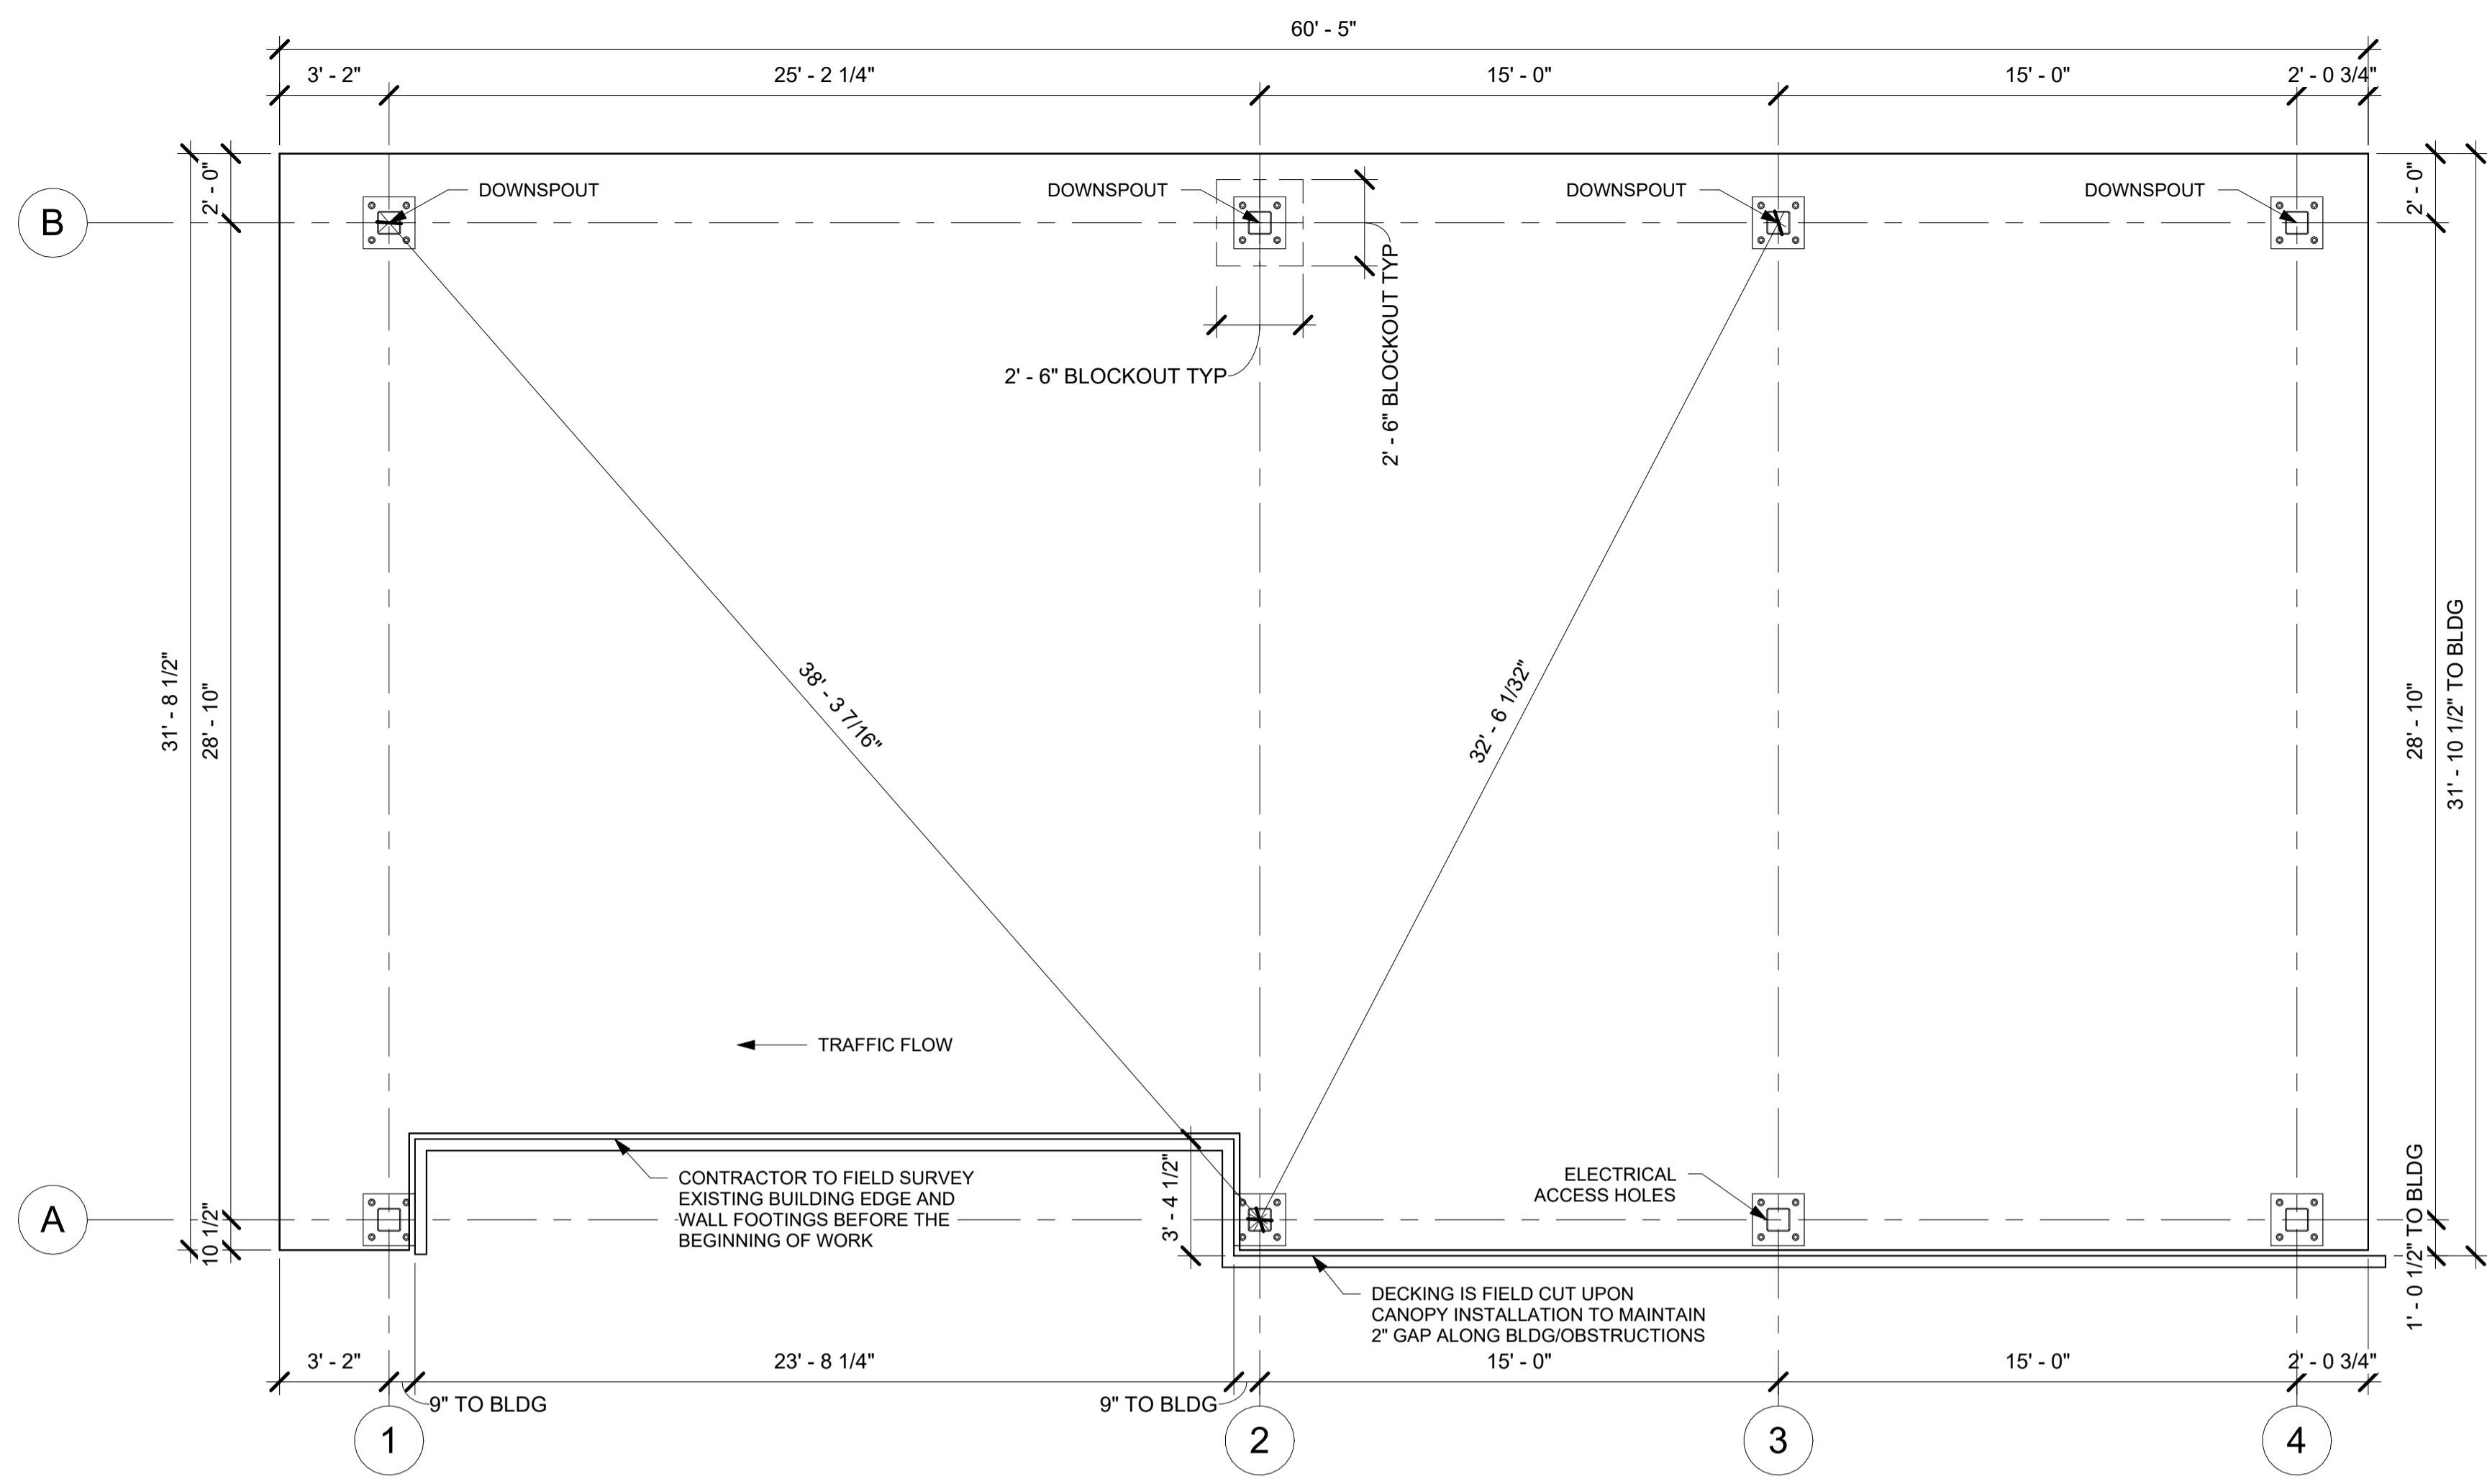 60' - 5"
3' - 2"
25' - 2 1/4"
15' - 0"
15' - 0"
2' - 0 3/4"
B
2' - 0"
DOWNSPOUT
DOWNSPOUT
DOWNSPOUT
DOWNSPOUT
2' - 0"
2' - 6" BLOCKOUT TYP
2' - 6" BLOCKOUT TYP
31' - 8 1/2"
28' - 10"
38' - 3 7/16"
32' - 6 1/32"
28' - 10"
31' - 10 1/2" TO BLDG
TRAFFIC FLOW
A
10 1/2"
CONTRACTOR TO FIELD SURVEY
EXISTING BUILDING EDGE AND
WALL FOOTINGS BEFORE THE
BEGINNING OF WORK
3' - 4 1/2"
ELECTRICAL
ACCESS HOLES
1' - 0 1/2" TO BLDG
DECKING IS FIELD CUT UPON
CANOPY INSTALLATION TO MAINTAIN
2" GAP ALONG BLDG/OBSTRUCTIONS
3' - 2"
23' - 8 1/4"
15' - 0"
15' - 0"
2' - 0 3/4"
9" TO BLDG
9" TO BLDG
1
2
3
4